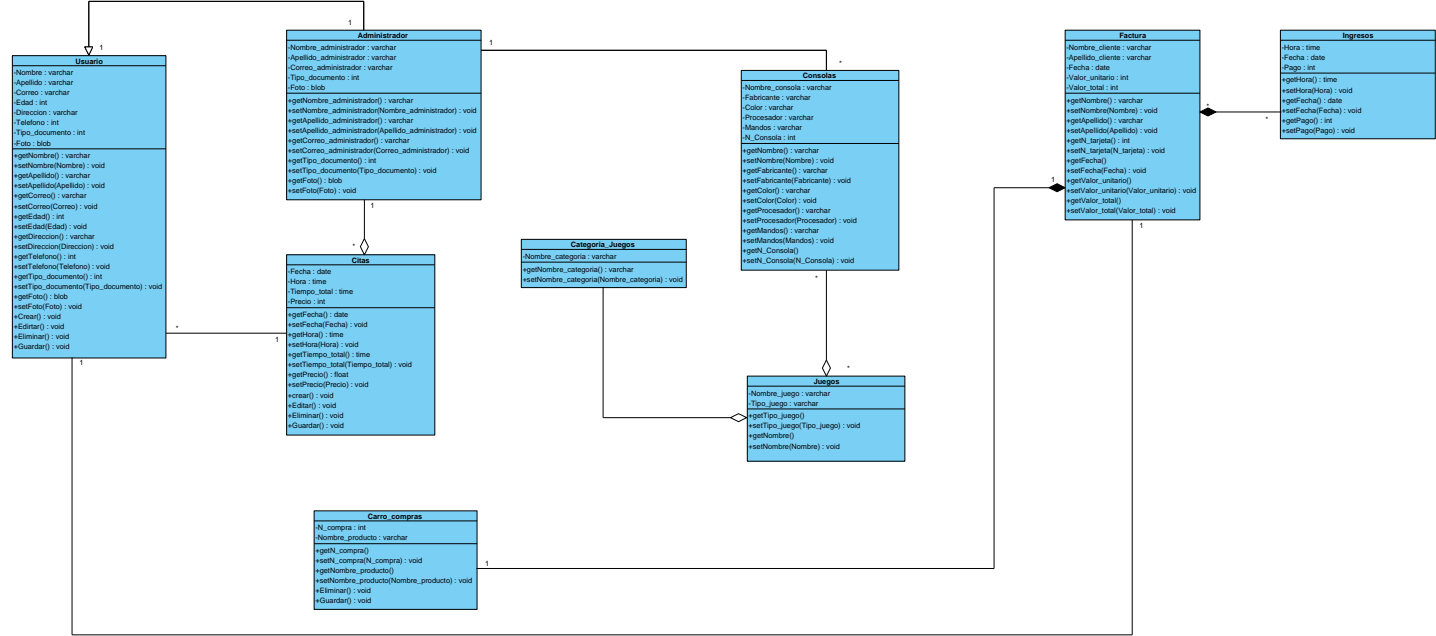 1
1
Usuario
-Nombre : varchar
-Apellido : varchar
-Correo : varchar
-Edad : int
-Direccion : varchar
-Telefono : int
-Tipo_documento : int
-Foto : blob
+getNombre() : varchar
+setNombre(Nombre) : void
+getApellido() : varchar
+setApellido(Apellido) : void
+getCorreo() : varchar
+setCorreo(Correo) : void
+getEdad() : int
+setEdad(Edad) : void
+getDireccion() : varchar
+setDireccion(Direccion) : void
+getTelefono() : int
+setTelefono(Telefono) : void
+getTipo_documento() : int
+setTipo_documento(Tipo_documento) : void
+getFoto() : blob
+setFoto(Foto) : void
+Crear() : void
+Edirtar() : void
+Eliminar() : void
+Guardar() : void
*
1
1
Administrador
-Nombre_administrador : varchar
-Apellido_administrador : varchar
-Correo_administrador : varchar
-Tipo_documento : int
-Foto : blob
+getNombre_administrador() : varchar
+setNombre_administrador(Nombre_administrador) : void
+getApellido_administrador() : varchar
+setApellido_administrador(Apellido_administrador) : void
+getCorreo_administrador() : varchar
+setCorreo_administrador(Correo_administrador) : void
+getTipo_documento() : int
+setTipo_documento(Tipo_documento) : void
+getFoto() : blob
+setFoto(Foto) : void
1
*
1
*
Citas
-Fecha : date
-Hora : time
-Tiempo_total : time
-Precio : int
+getFecha() : date
+setFecha(Fecha) : void
+getHora() : time
+setHora(Hora) : void
+getTiempo_total() : time
+setTiempo_total(Tiempo_total) : void
+getPrecio() : float
+setPrecio(Precio) : void
+crear() : void
+Editar() : void
+Eliminar() : void
+Guardar() : void
Categoria_Juegos
-Nombre_categoria : varchar
+getNombre_categoria() : varchar
+setNombre_categoria(Nombre_categoria) : void
Consolas
-Nombre_consola : varchar
-Fabricante : varchar
-Color : varchar
-Procesador : varchar
-Mandos : varchar
-N_Consola : int
+getNombre() : varchar
+setNombre(Nombre) : void
+getFabricante() : varchar
+setFabricante(Fabricante) : void
+getColor() : varchar
+setColor(Color) : void
+getProcesador() : varchar
+setProcesador(Procesador) : void
+getMandos() : varchar
+setMandos(Mandos) : void
+getN_Consola()
+setN_Consola(N_Consola) : void
*
*
Juegos
-Nombre_juego : varchar
-Tipo_juego : varchar
+getTipo_juego()
+setTipo_juego(Tipo_juego) : void
+getNombre()
+setNombre(Nombre) : void
Carro_compras
-N_compra : int
-Nombre_producto : varchar
+getN_compra()
+setN_compra(N_compra) : void
+getNombre_producto()
+setNombre_producto(Nombre_producto) : void
+Eliminar() : void
+Guardar() : void
1
1
Factura
-Nombre_cliente : varchar
-Apellido_cliente : varchar
-Fecha : date
-Valor_unitario : int
-Valor_total : int
+getNombre() : varchar
+setNombre(Nombre) : void
+getApellido() : varchar
+setApellido(Apellido) : void
+getN_tarjeta() : int
+setN_tarjeta(N_tarjeta) : void
+getFecha()
+setFecha(Fecha) : void
+getValor_unitario()
+setValor_unitario(Valor_unitario) : void
+getValor_total()
+setValor_total(Valor_total) : void
1
*
*
Ingresos
-Hora : time
-Fecha : date
-Pago : int
+getHora() : time
+setHora(Hora) : void
+getFecha() : date
+setFecha(Fecha) : void
+getPago() : int
+setPago(Pago) : void